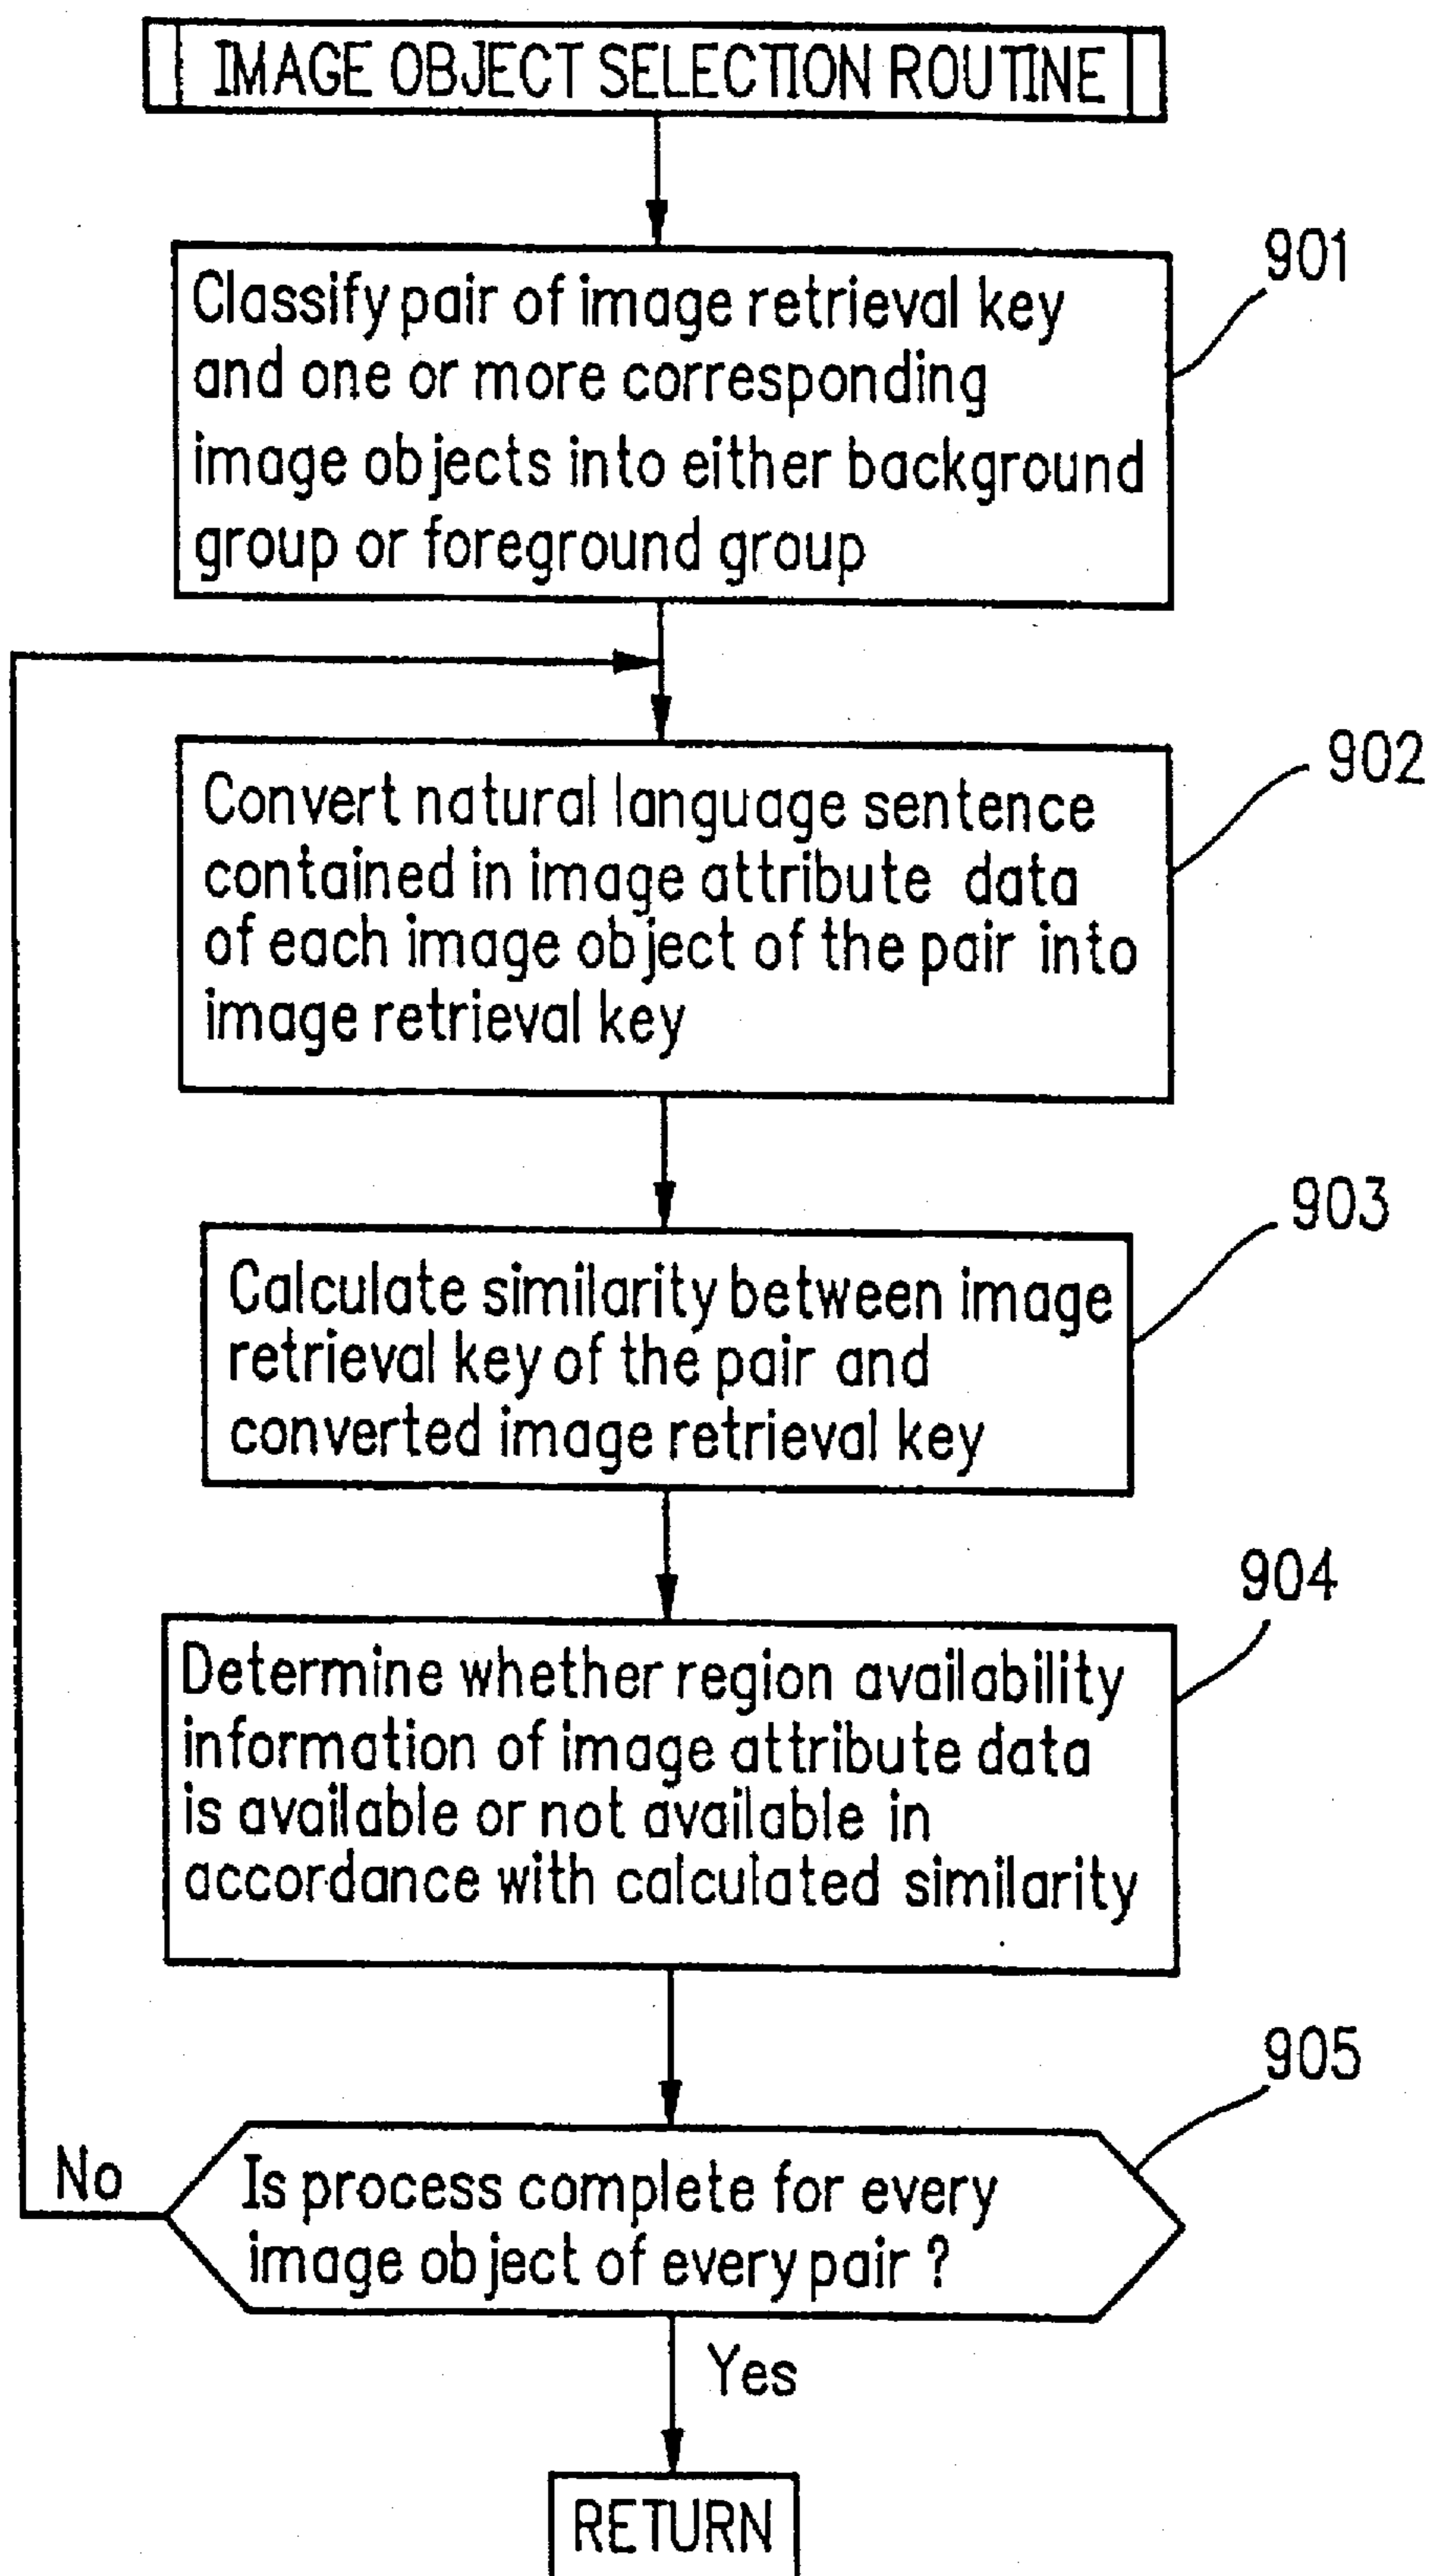 IMAGE OBJECT SELECTION ROUTINE
901
Classify pair of image retrieval key
and one or more corresponding
image objects into either background
group or foreground group
902
Convert natural language sentence
contained in image attribute data
of each image object of the pair into
image retrieval key
903
Calculate similarity between image
retrieval key of the pair and
converted image retrieval key
904
Determine whether region availability
information of image attribute data
is available or not available in
accordance with calculated similarity
905
No
Is process complete for every
image object of every pair ?
Yes
RETURN